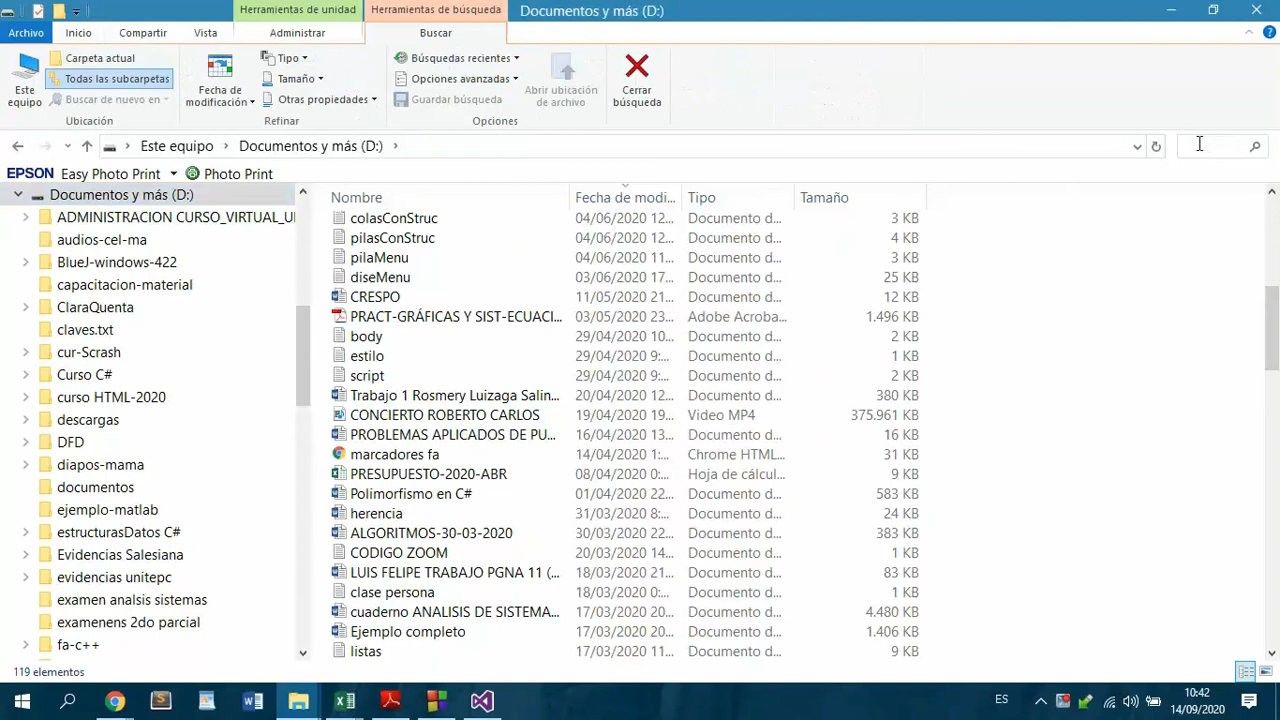 Herramientas de unidad
Herramientas de búsqueda
Documentos y más (D:)
Archivo
Inicio
Compartir
Vista
Administrar
Buscar
Este equipo
Carpeta actual
Todas las subcarpetas
Buscar de nuevo en
Ubicación
Fecha de modificación
Tipo
Tamaño
Otras propiedades
Refinar
Búsquedas recientes
Opciones avanzadas
Guardar búsqueda
Abrir ubicación de archivo
Opciones
Cerrar búsqueda
Este equipo > Documentos y más (D:) >
EPSON Easy Photo Print Photo Print
Documentos y más (D:)
ADMINISTRACION CURSO_VIRTUAL_U
audios-cel-ma
BlueJ-windows-422
capacitacion-material
ClaraQuenta
claves.txt
cur-Scrash
Curso C#
curso HTML-2020
descargas
DFD
diapos-mama
documentos
ejemplo-matlab
estructurasDatos C#
Evidencias Salesiana
evidencias unitepc
examen analsis sistemas
examenens 2do parcial
fa-c++
Nombre Fecha de modi... Tipo Tamaño
colasConStruc 04/06/2020 12... Documento d... 3 KB
pilasConStruc 04/06/2020 12... Documento d... 4 KB
pilaMenu 04/06/2020 11... Documento d... 3 KB
diseMenu 03/06/2020 17... Documento d... 25 KB
CRESPO 11/05/2020 21... Documento d... 12 KB
PRACT-GRÁFICAS Y SIST-ECUACI... 03/05/2020 23... Adobe Acroba... 1.496 KB
body 29/04/2020 10... Documento d... 2 KB
estilo 29/04/2020 9:... Documento d... 1 KB
script 29/04/2020 9:... Documento d... 2 KB
Trabajo 1 Rosmery Luizaga Salin... 20/04/2020 12... Documento d... 380 KB
CONCIERTO ROBERTO CARLOS 19/04/2020 19... Video MP4 375.961 KB
PROBLEMAS APLICADOS DE PU... 16/04/2020 13... Documento d... 16 KB
marcadores fa 14/04/2020 1:... Chrome HTML... 31 KB
PRESUPUESTO-2020-ABR 08/04/2020 0:... Hoja de cálcul... 9 KB
Polimorfismo en C# 01/04/2020 22... Documento d... 583 KB
herencia 31/03/2020 8:... Documento d... 24 KB
ALGORITMOS-30-03-2020 30/03/2020 22... Documento d... 383 KB
CODIGO ZOOM 20/03/2020 14... Documento d... 1 KB
LUIS FELIPE TRABAJO PGNA 11 (... 18/03/2020 21... Documento d... 83 KB
clase persona 18/03/2020 0:... Documento d... 1 KB
cuaderno ANALISIS DE SISTEMA... 17/03/2020 20... Documento d... 4.480 KB
Ejemplo completo 17/03/2020 20... Documento d... 1.406 KB
listas 17/03/2020 11... Documento d... 9 KB
119 elementos
ES
10:42
14/09/2020